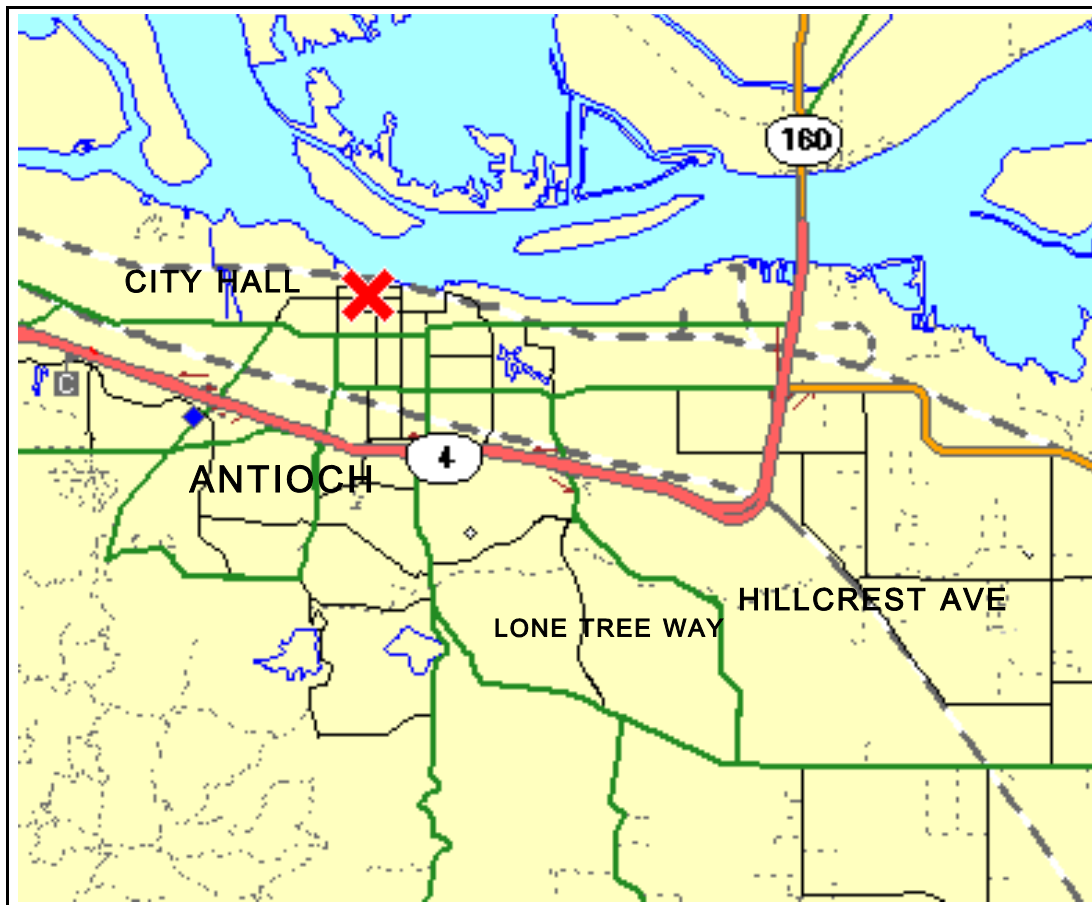 160
CITY HALL
C
4
ANTIOCH
HILLCREST AVE
LONE TREE WAY